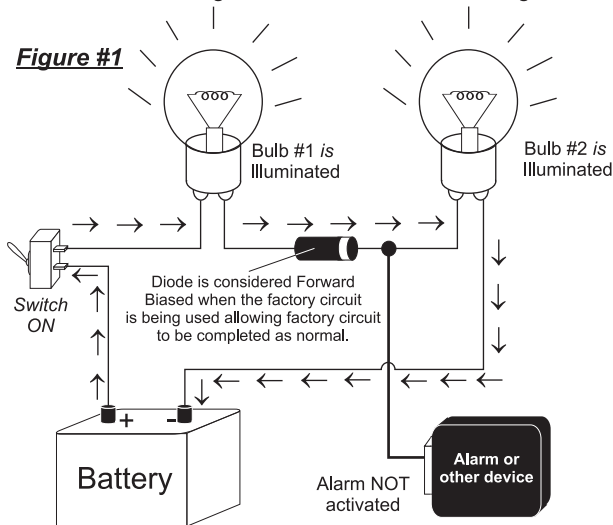 Figure #1
Bulb #1 is
Illuminated
Bulb #2 is
Illuminated
Switch
ON
Diode is considered Forward
Biased when the factory circuit
is being used allowing factory circuit
to be completed as normal.
+ -
Battery
Alarm NOT
activated
Alarm or
other device